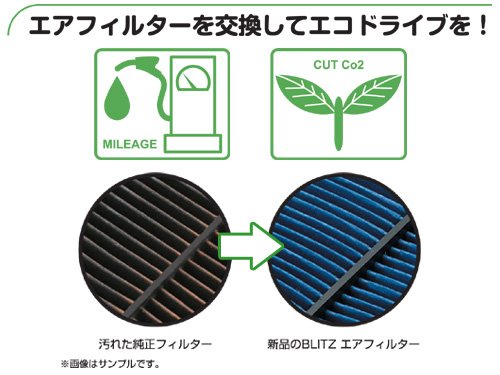 エアフィルターを交換してエコドライブを!
MILEAGE
CUT Co2
汚れた純正フィルター
新品のBLITZ エアフィルター
※画像はサンプルです。